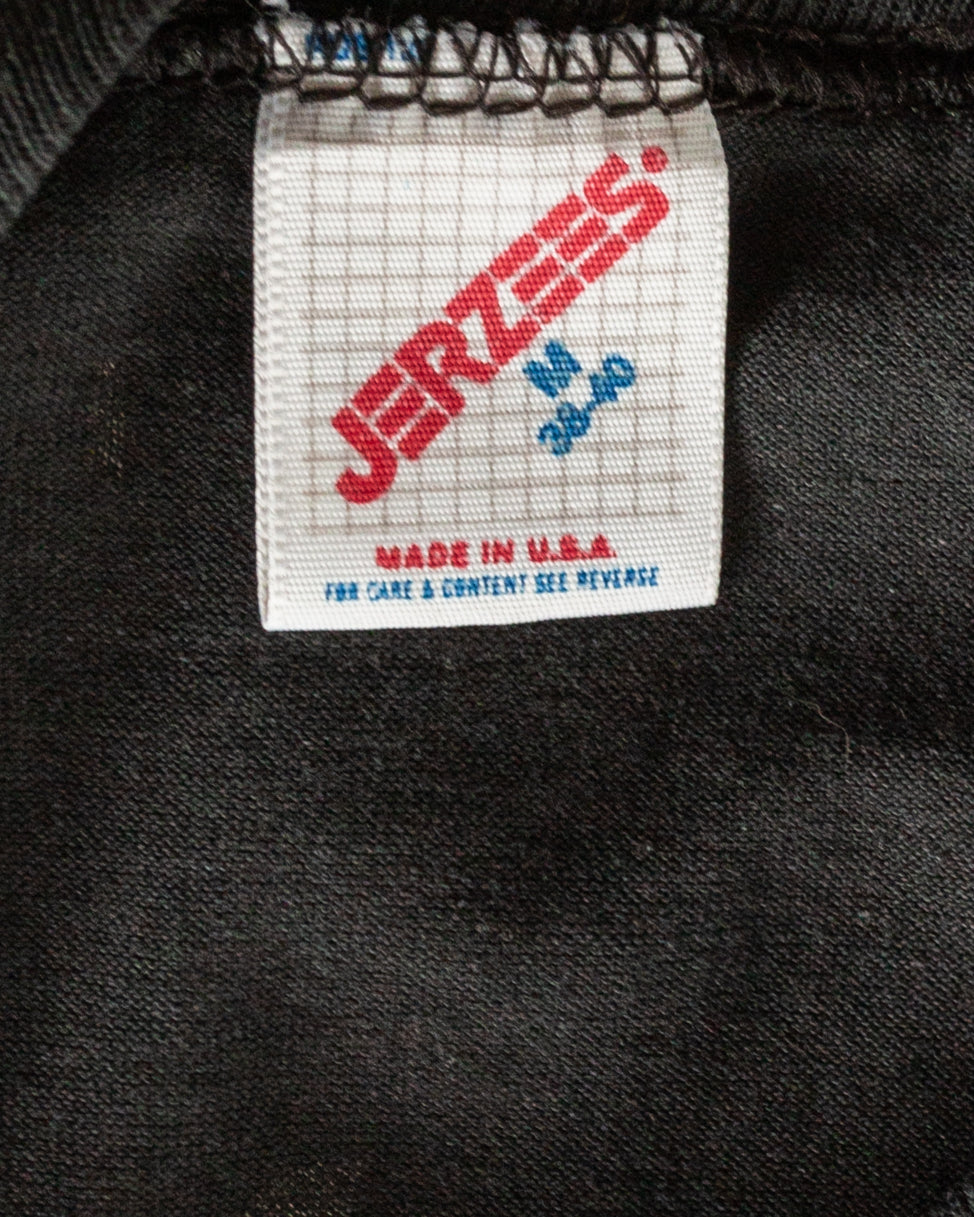 JERZEES
M
38-40
MADE IN U.S.A.
FOR CARE & CONTENT SEE REVERSE